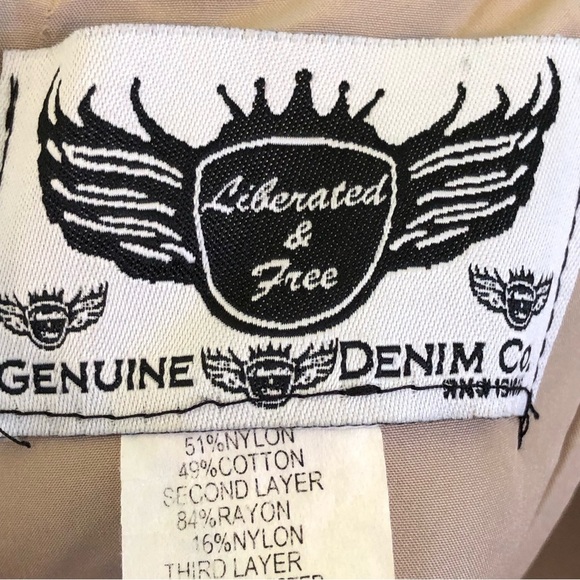 Liberated
&
Free
GENUINE DENIM CO.
51%NYLON
49%COTTON
SECOND LAYER
84%RAYON
16%NYLON
THIRD LAYER